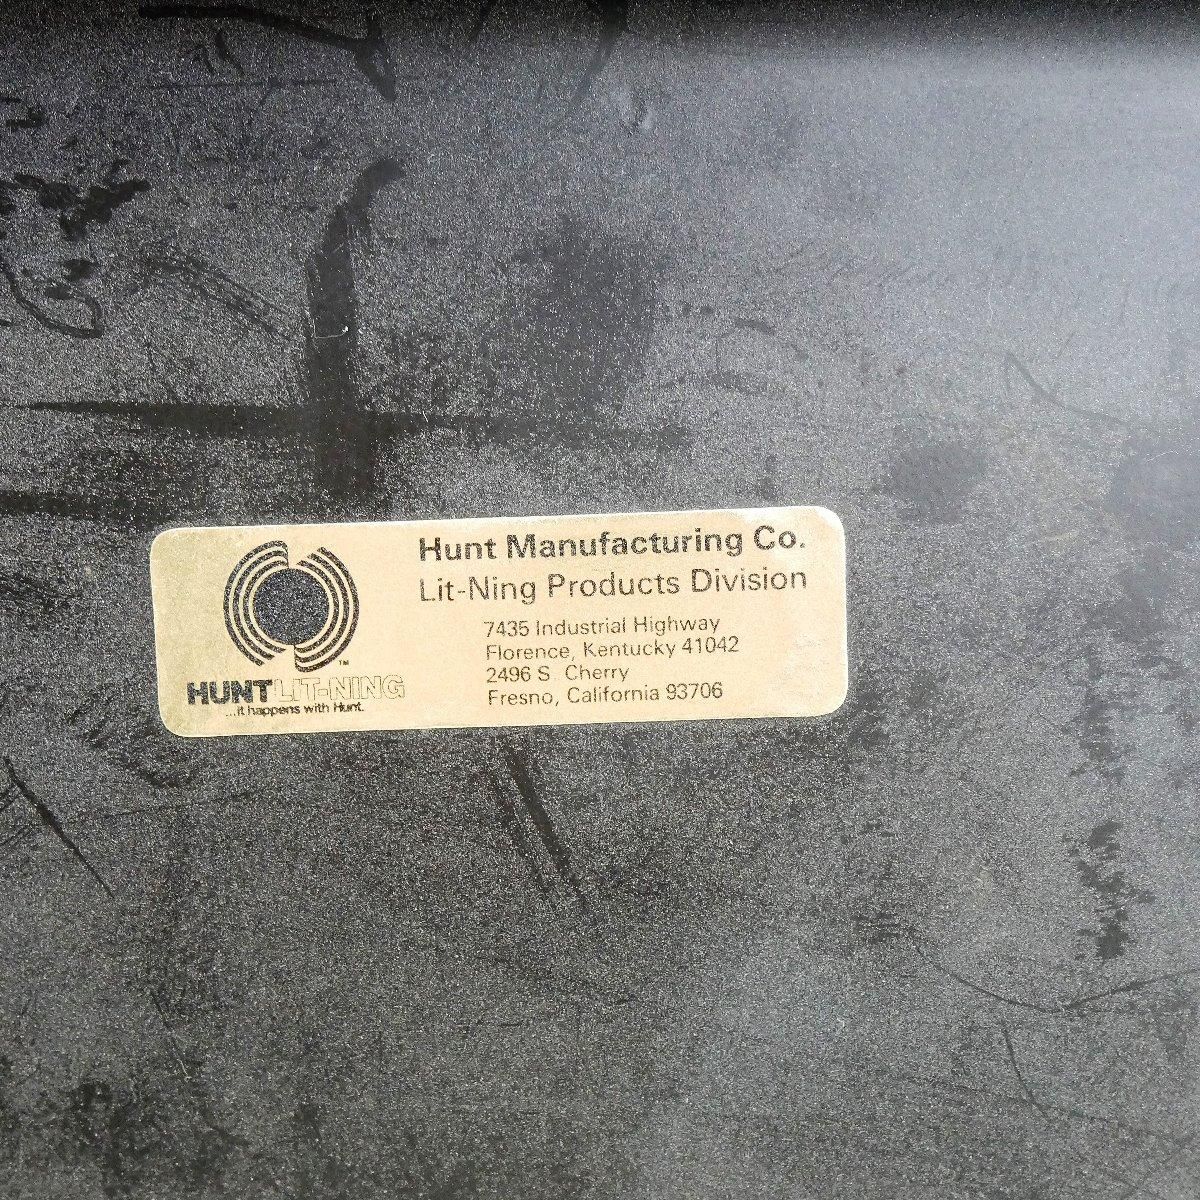 Hunt Manufacturing Co.
Lit-Ning Products Division
7435 Industrial Highway
Florence, Kentucky 41042
2496 S Cherry
Fresno, California 93706
TM
HUNT LIT-NING
...it happens with Hunt.